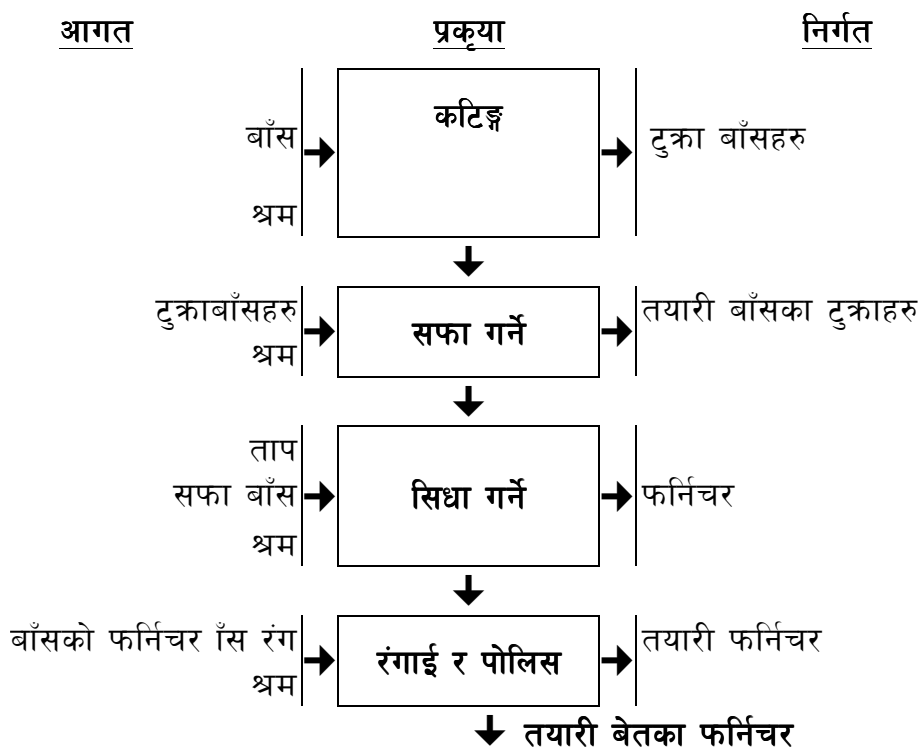 आगत प्रकृया निर्गत
कटिङ्ग
बाँस टुक्रा बाँसहरु
श्रम
टुक्राबाँसहरु तयारी बाँसका टुक्राहरु
सफा गर्ने
श्रम
ताप
सफा बाँस सिधा गर्ने फर्निचर
श्रम
बाँसको फर्निचर ाँस रंग तयारी फर्निचर
रंगाई र पोलिस
श्रम
तयारी बेतका फर्निचर